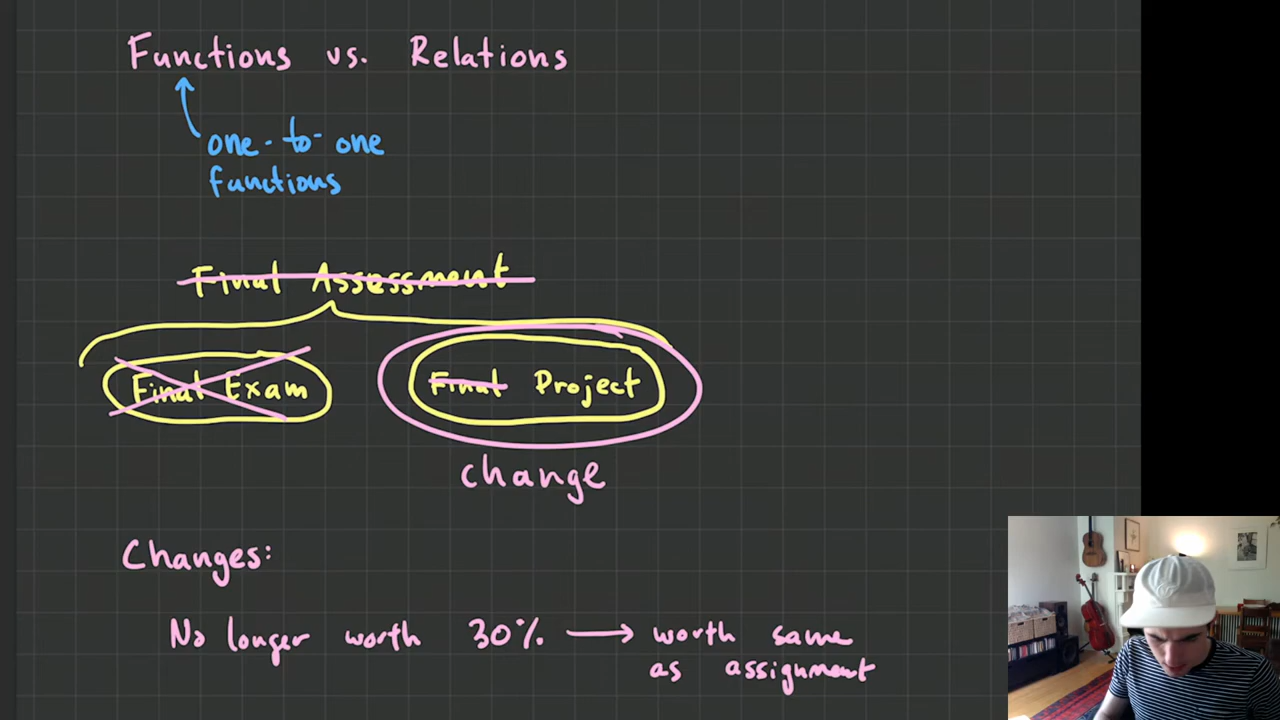 Functions vs. Relations
one-to-one
functions
Final Assessment
Final Exam
Final Project
change
Changes:
No longer worth 30% → worth same
as assignment